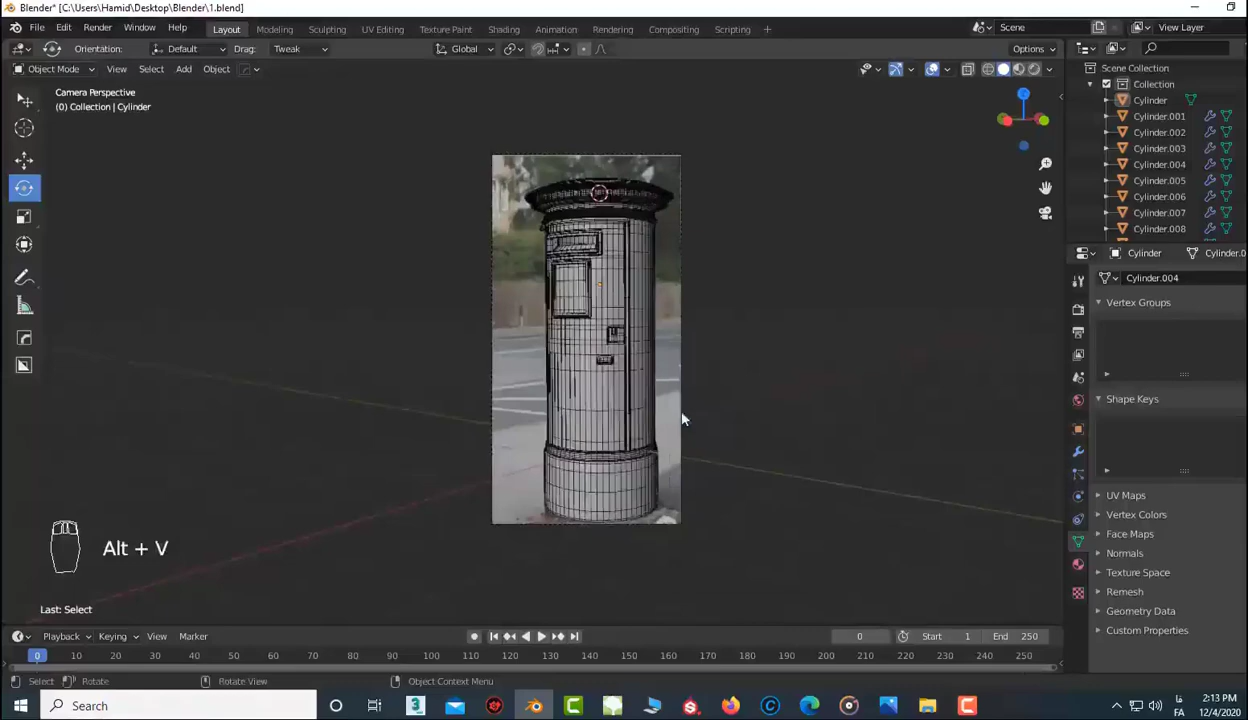 Blender* [C:\Users\Hamid\Desktop\Blender\1.blend]
File Edit Render Window Help Layout Modeling Sculpting UV Editing Texture Paint Shading Animation Rendering Compositing Scripting + Scene View Layer
Orientation: Default Drag: Tweak Global Options
Object Mode View Select Add Object
Camera Perspective
(0) Collection | Cylinder
Scene Collection
Collection
Cylinder
Cylinder.001
Cylinder.002
Cylinder.003
Cylinder.004
Cylinder.005
Cylinder.006
Cylinder.007
Cylinder.008
Cylinder Cylinder.0
Cylinder.004
Vertex Groups
Shape Keys
UV Maps
Vertex Colors
Face Maps
Normals
Texture Space
Remesh
Geometry Data
Custom Properties
Alt + V
Last: Select
Playback Keying View Marker 0 Start 1 End 250
0 10 20 30 40 50 60 70 80 90 100 110 120 130 140 150 160 170 180 190 200 210 220 230 240 250
Select Rotate Rotate View Object Context Menu
Search
فا
FA
2:13 PM
12/4/2020